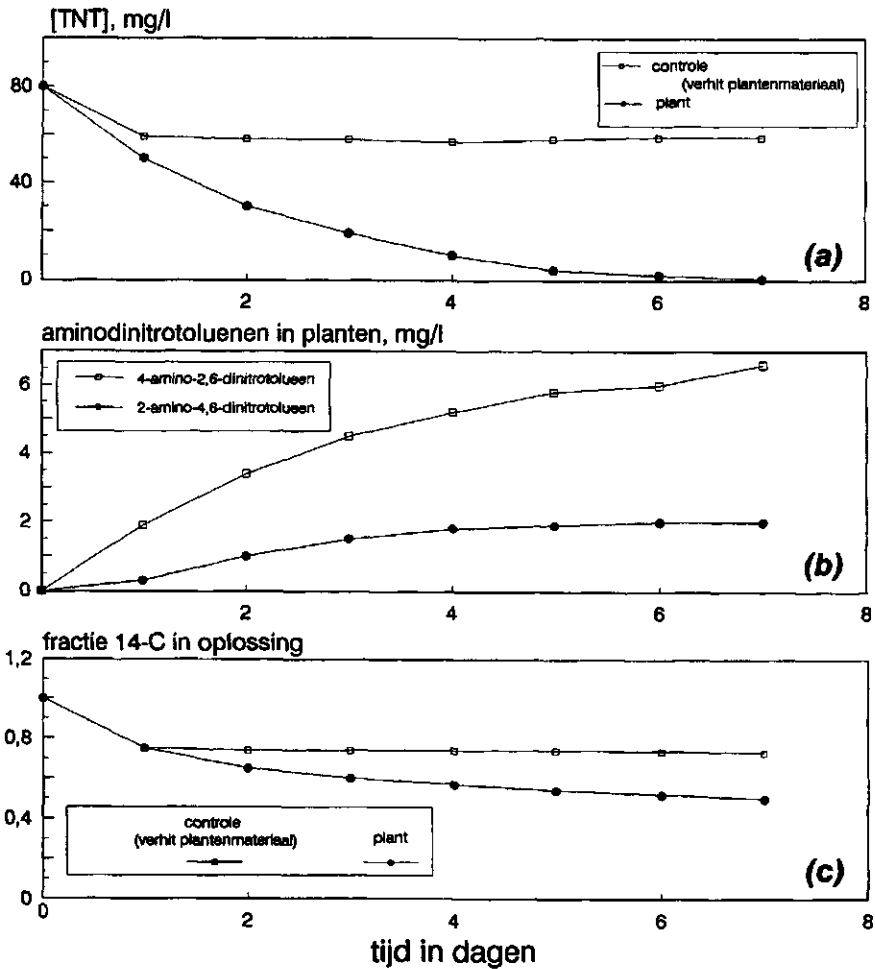 [TNT], mg/l
controle
(verhit plantenmateriaal)
plant
80
40
0
2
4
6
8
(a)
aminodinitrotoluenen in planten, mg/l
4-amino-2,6-dinitrotolueen
2-amino-4,6-dinitrotolueen
6
4
2
0
2
4
6
8
(b)
fractie 14-C in oplossing
1,2
0,8
0,4
0
controle
(verhit plantenmateriaal)
plant
(c)
0
2
4
6
8
tijd in dagen